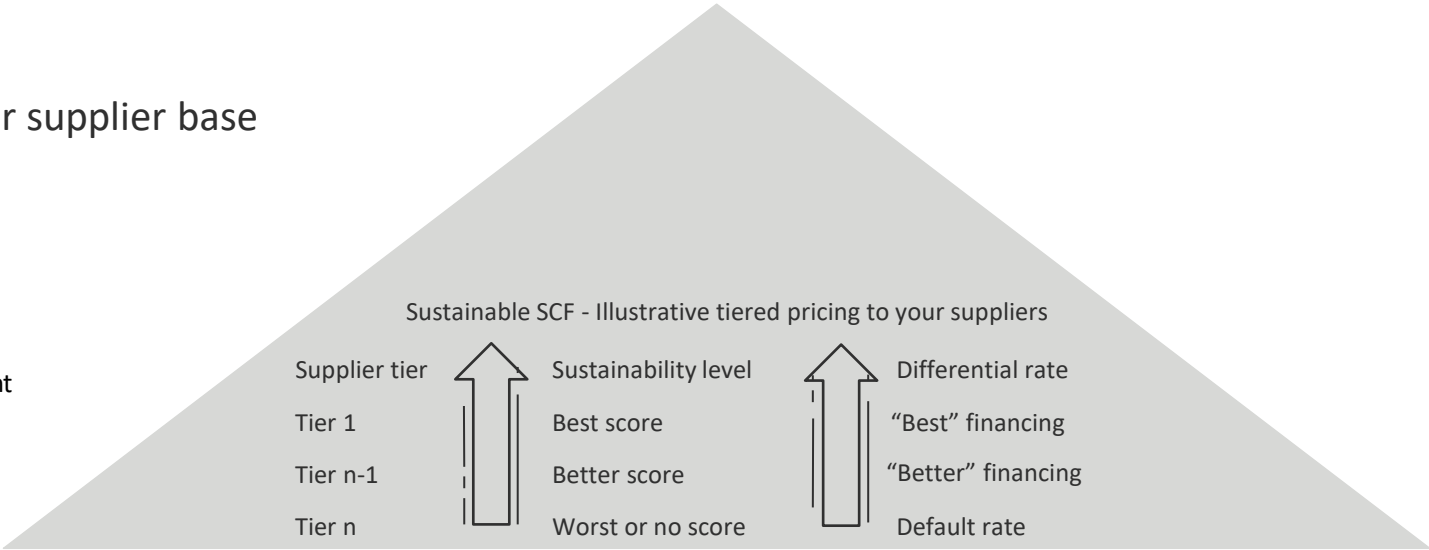 r supplier base
Sustainable SCF - Illustrative tiered pricing to your suppliers
t
Supplier tier Sustainability level Differential rate
Tier 1 Best score “Best” financing
Tier n-1 Better score “Better” financing
Tier n Worst or no score Default rate